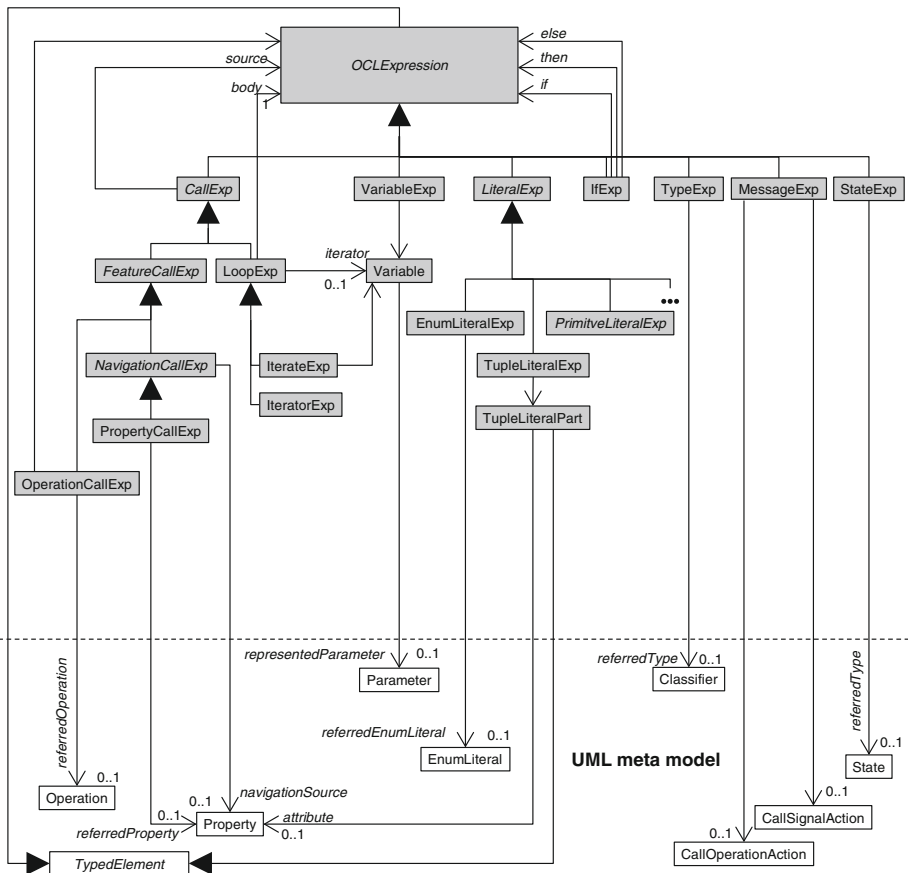 else
source
OCLExpression
then
body
if
1
CallExp
VariableExp
LiteralExp
IfExp
TypeExp
MessageExp
StateExp
iterator
FeatureCallExp
LoopExp
Variable
0..1
•••
EnumLiteralExp
PrimitveLiteralExp
NavigationCallExp
IterateExp
TupleLiteralExp
IteratorExp
TupleLiteralPart
PropertyCallExp
OperationCallExp
representedParameter
0..1
referredType
0..1
Parameter
Classifier
referredOperation
referredType
referredEnumLiteral
0..1
0..1
EnumLiteral
UML meta model
State
0..1
Operation
0..1
navigationSource
0..1
0..1
Property
attribute
CallSignalAction
referredProperty
0..1
0..1
CallOperationAction
TypedElement